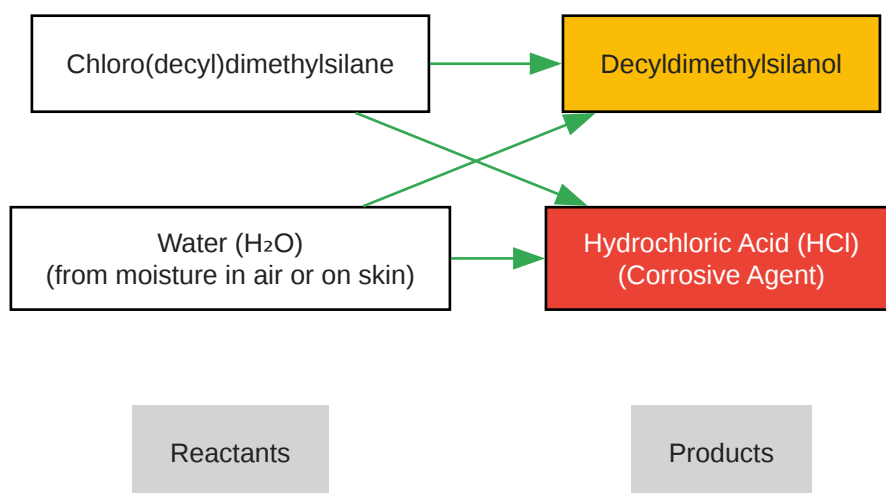 Chloro(decyl)dimethylsilane
Decyldimethylsilanol
Water (H₂O)
(from moisture in air or on skin)
Hydrochloric Acid (HCl)
(Corrosive Agent)
Reactants
Products